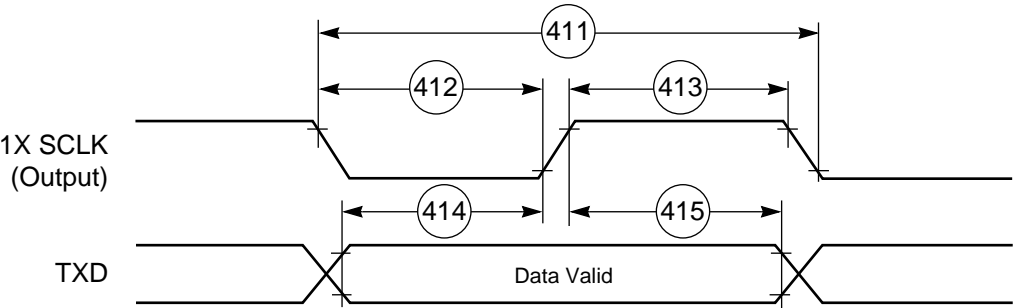 411
412
413
1X SCLK
(Output)
414
415
TXD
Data Valid